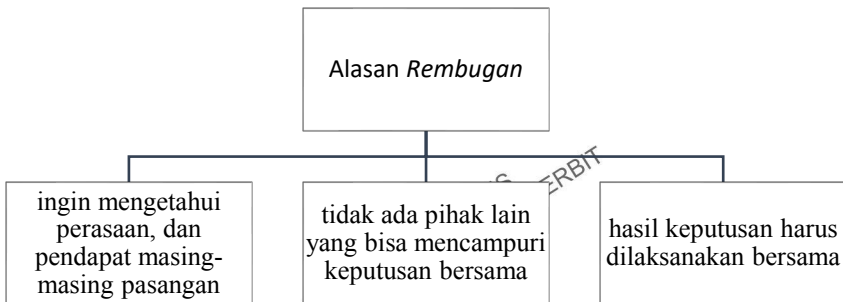 Alasan Rembugan
ERBIT
ingin mengetahui
perasaan, dan
pendapat masing-
masing pasangan
tidak ada pihak lain
yang bisa mencampuri
keputusan bersama
hasil keputusan harus
dilaksanakan bersama